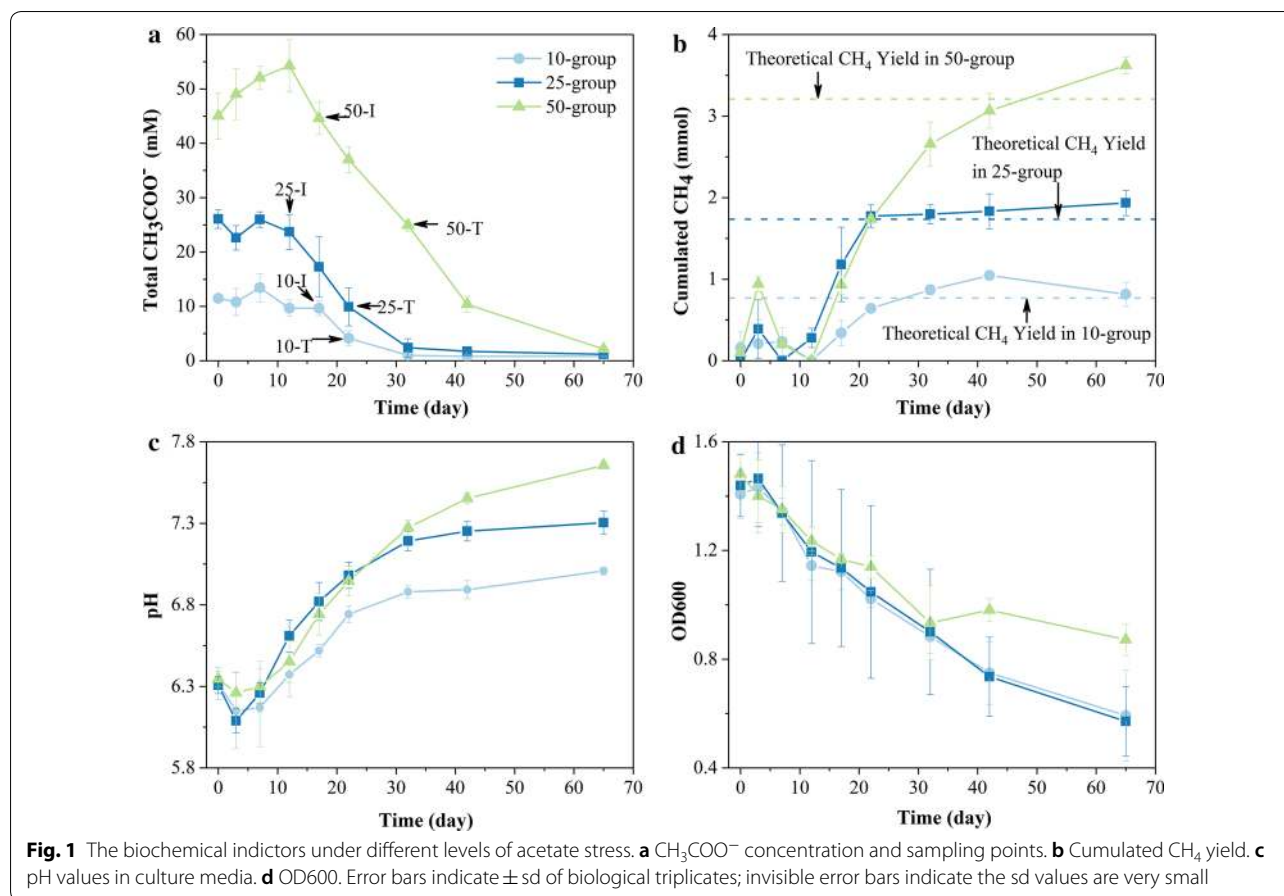 a
60
50
40
30
20
10
0
Total CH₃COO⁻ (mM)
10-group
25-group
50-group
50-I
25-I
50-T
10-I
25-T
10-T
0 10 20 30 40 50 60 70
Time (day)
b
4
3
2
1
0
Cumulated CH₄ (mmol)
Theoretical CH₄ Yield in 50-group
Theoretical CH₄ Yield
in 25-group
Theoretical CH₄ Yield in 10-group
0 10 20 30 40 50 60 70
Time (day)
c
7.8
7.3
6.8
6.3
5.8
pH
0 10 20 30 40 50 60 70
Time (day)
d
1.6
1.2
0.8
0.4
OD600
0 10 20 30 40 50 60 70
Time (day)
Fig. 1 The biochemical indictors under different levels of acetate stress. a CH₃COO⁻ concentration and sampling points. b Cumulated CH₄ yield. c
pH values in culture media. d OD600. Error bars indicate ± sd of biological triplicates; invisible error bars indicate the sd values are very small